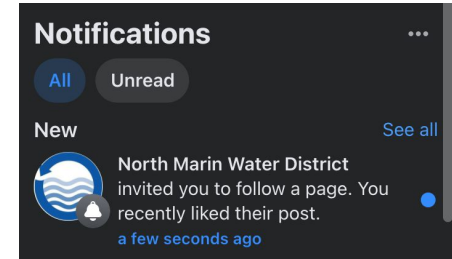 Notifications
All
Unread
New
See all
North Marin Water District
invited you to follow a page. You
recently liked their post.
a few seconds ago